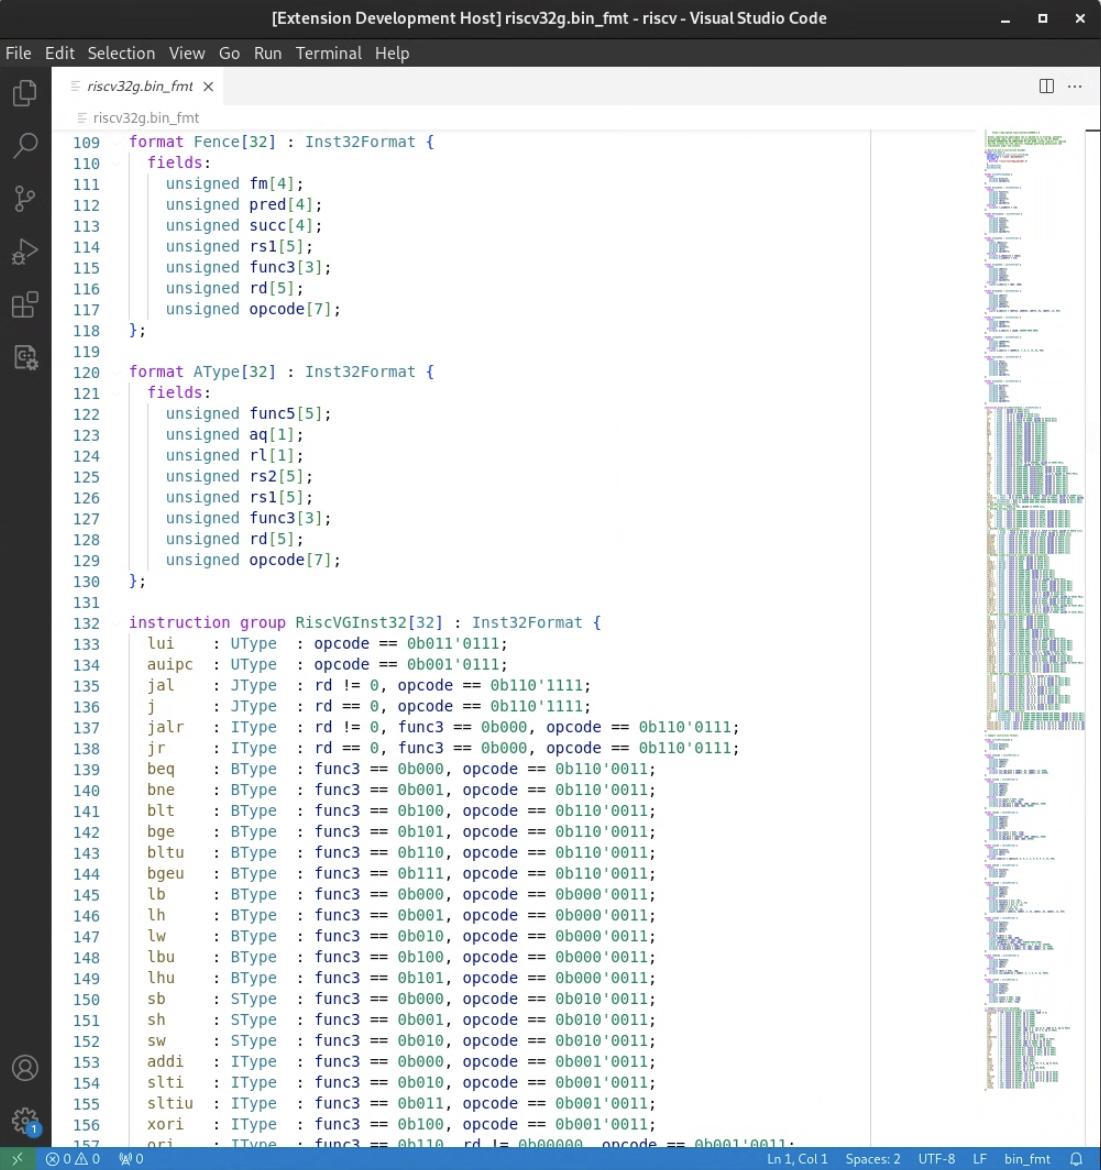 [Extension Development Host] riscv32g.bin_fmt - riscv - Visual Studio Code
File Edit Selection View Go Run Terminal Help
riscv32g.bin_fmt
riscv32g.bin_fmt
109 format Fence[32] : Inst32Format {
110 fields:
111 unsigned fm[4];
112 unsigned pred[4];
113 unsigned succ[4];
114 unsigned rs1[5];
115 unsigned func3[3];
116 unsigned rd[5];
117 unsigned opcode[7];
118 };
119
120 format AType[32] : Inst32Format {
121 fields:
122 unsigned func5[5];
123 unsigned aq[1];
124 unsigned rl[1];
125 unsigned rs2[5];
126 unsigned rs1[5];
127 unsigned func3[3];
128 unsigned rd[5];
129 unsigned opcode[7];
130 };
131
132 instruction group RiscVGInst32[32] : Inst32Format {
133 lui : UType : opcode == 0b011'0111;
134 auipc : UType : opcode == 0b001'0111;
135 jal : JType : rd != 0, opcode == 0b110'1111;
136 j : JType : rd == 0, opcode == 0b110'1111;
137 jalr : IType : rd != 0, func3 == 0b000, opcode == 0b110'0111;
138 jr : IType : rd == 0, func3 == 0b000, opcode == 0b110'0111;
139 beq : BType : func3 == 0b000, opcode == 0b110'0011;
140 bne : BType : func3 == 0b001, opcode == 0b110'0011;
141 blt : BType : func3 == 0b100, opcode == 0b110'0011;
142 bge : BType : func3 == 0b101, opcode == 0b110'0011;
143 bltu : BType : func3 == 0b110, opcode == 0b110'0011;
144 bgeu : BType : func3 == 0b111, opcode == 0b110'0011;
145 lb : BType : func3 == 0b000, opcode == 0b000'0011;
146 lh : BType : func3 == 0b001, opcode == 0b000'0011;
147 lw : BType : func3 == 0b010, opcode == 0b000'0011;
148 lbu : BType : func3 == 0b100, opcode == 0b000'0011;
149 lhu : BType : func3 == 0b101, opcode == 0b000'0011;
150 sb : SType : func3 == 0b000, opcode == 0b010'0011;
151 sh : SType : func3 == 0b001, opcode == 0b010'0011;
152 sw : SType : func3 == 0b010, opcode == 0b010'0011;
153 addi : IType : func3 == 0b000, opcode == 0b001'0011;
154 slti : IType : func3 == 0b010, opcode == 0b001'0011;
155 sltiu : IType : func3 == 0b011, opcode == 0b001'0011;
156 xori : IType : func3 == 0b100, opcode == 0b001'0011;
157 ori : IType : func3 == 0b110, rd != 0b00000, opcode == 0b001'0011;
1
0 0 0 Ln 1, Col 1 Spaces: 2 UTF-8 LF bin_fmt